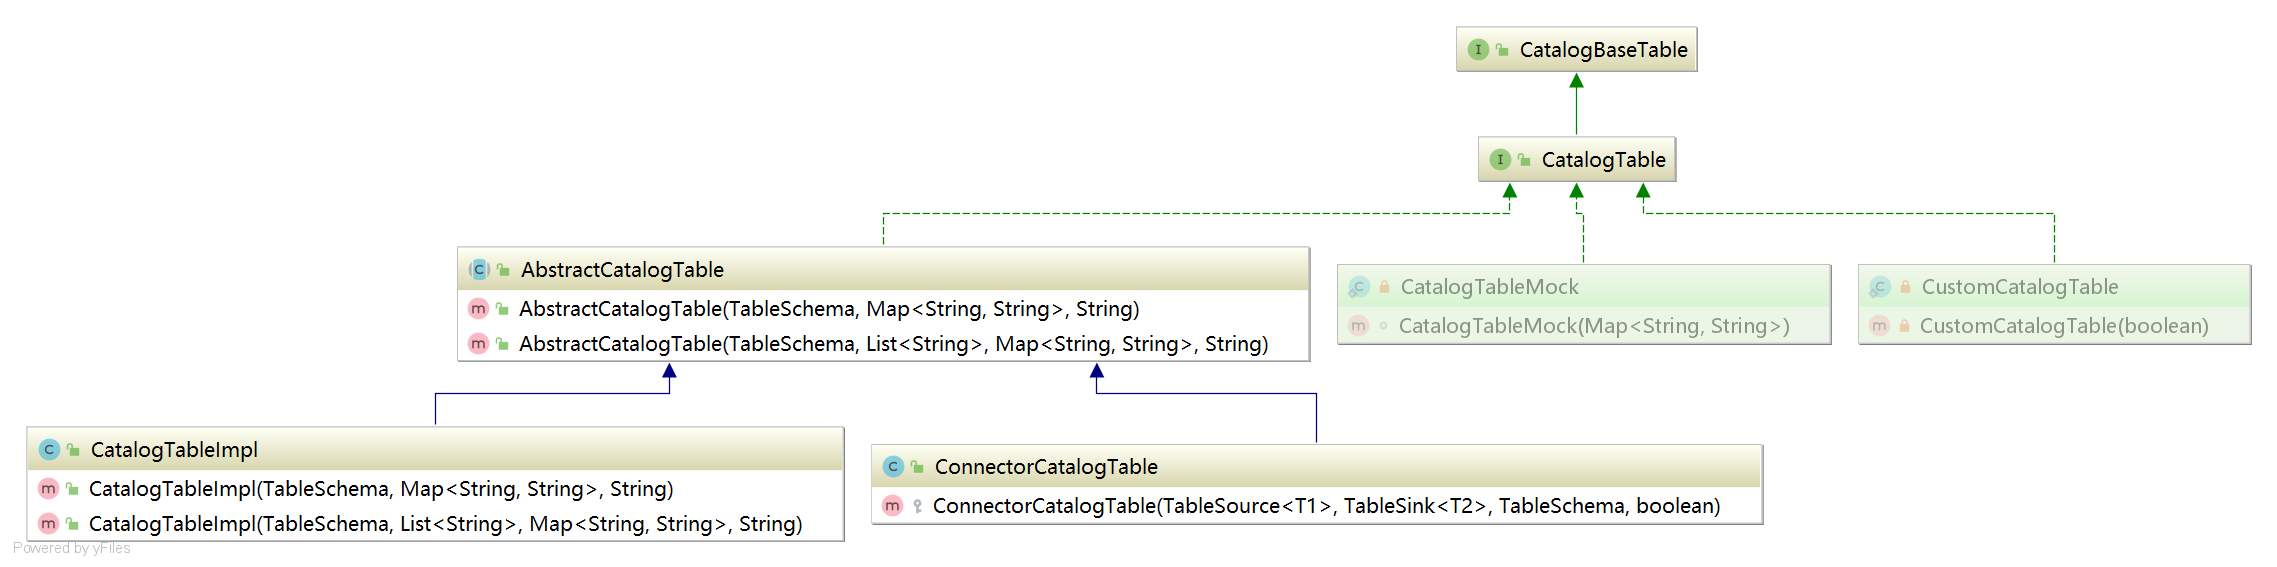 CatalogBaseTable
CatalogTable
AbstractCatalogTable
AbstractCatalogTable(TableSchema, Map<String, String>, String)
AbstractCatalogTable(TableSchema, List<String>, Map<String, String>, String)
CatalogTableMock
CatalogTableMock(Map<String, String>)
CustomCatalogTable
CustomCatalogTable(boolean)
CatalogTableImpl
CatalogTableImpl(TableSchema, Map<String, String>, String)
CatalogTableImpl(TableSchema, List<String>, Map<String, String>, String)
ConnectorCatalogTable
ConnectorCatalogTable(TableSource<T1>, TableSink<T2>, TableSchema, boolean)
Powered by yFiles